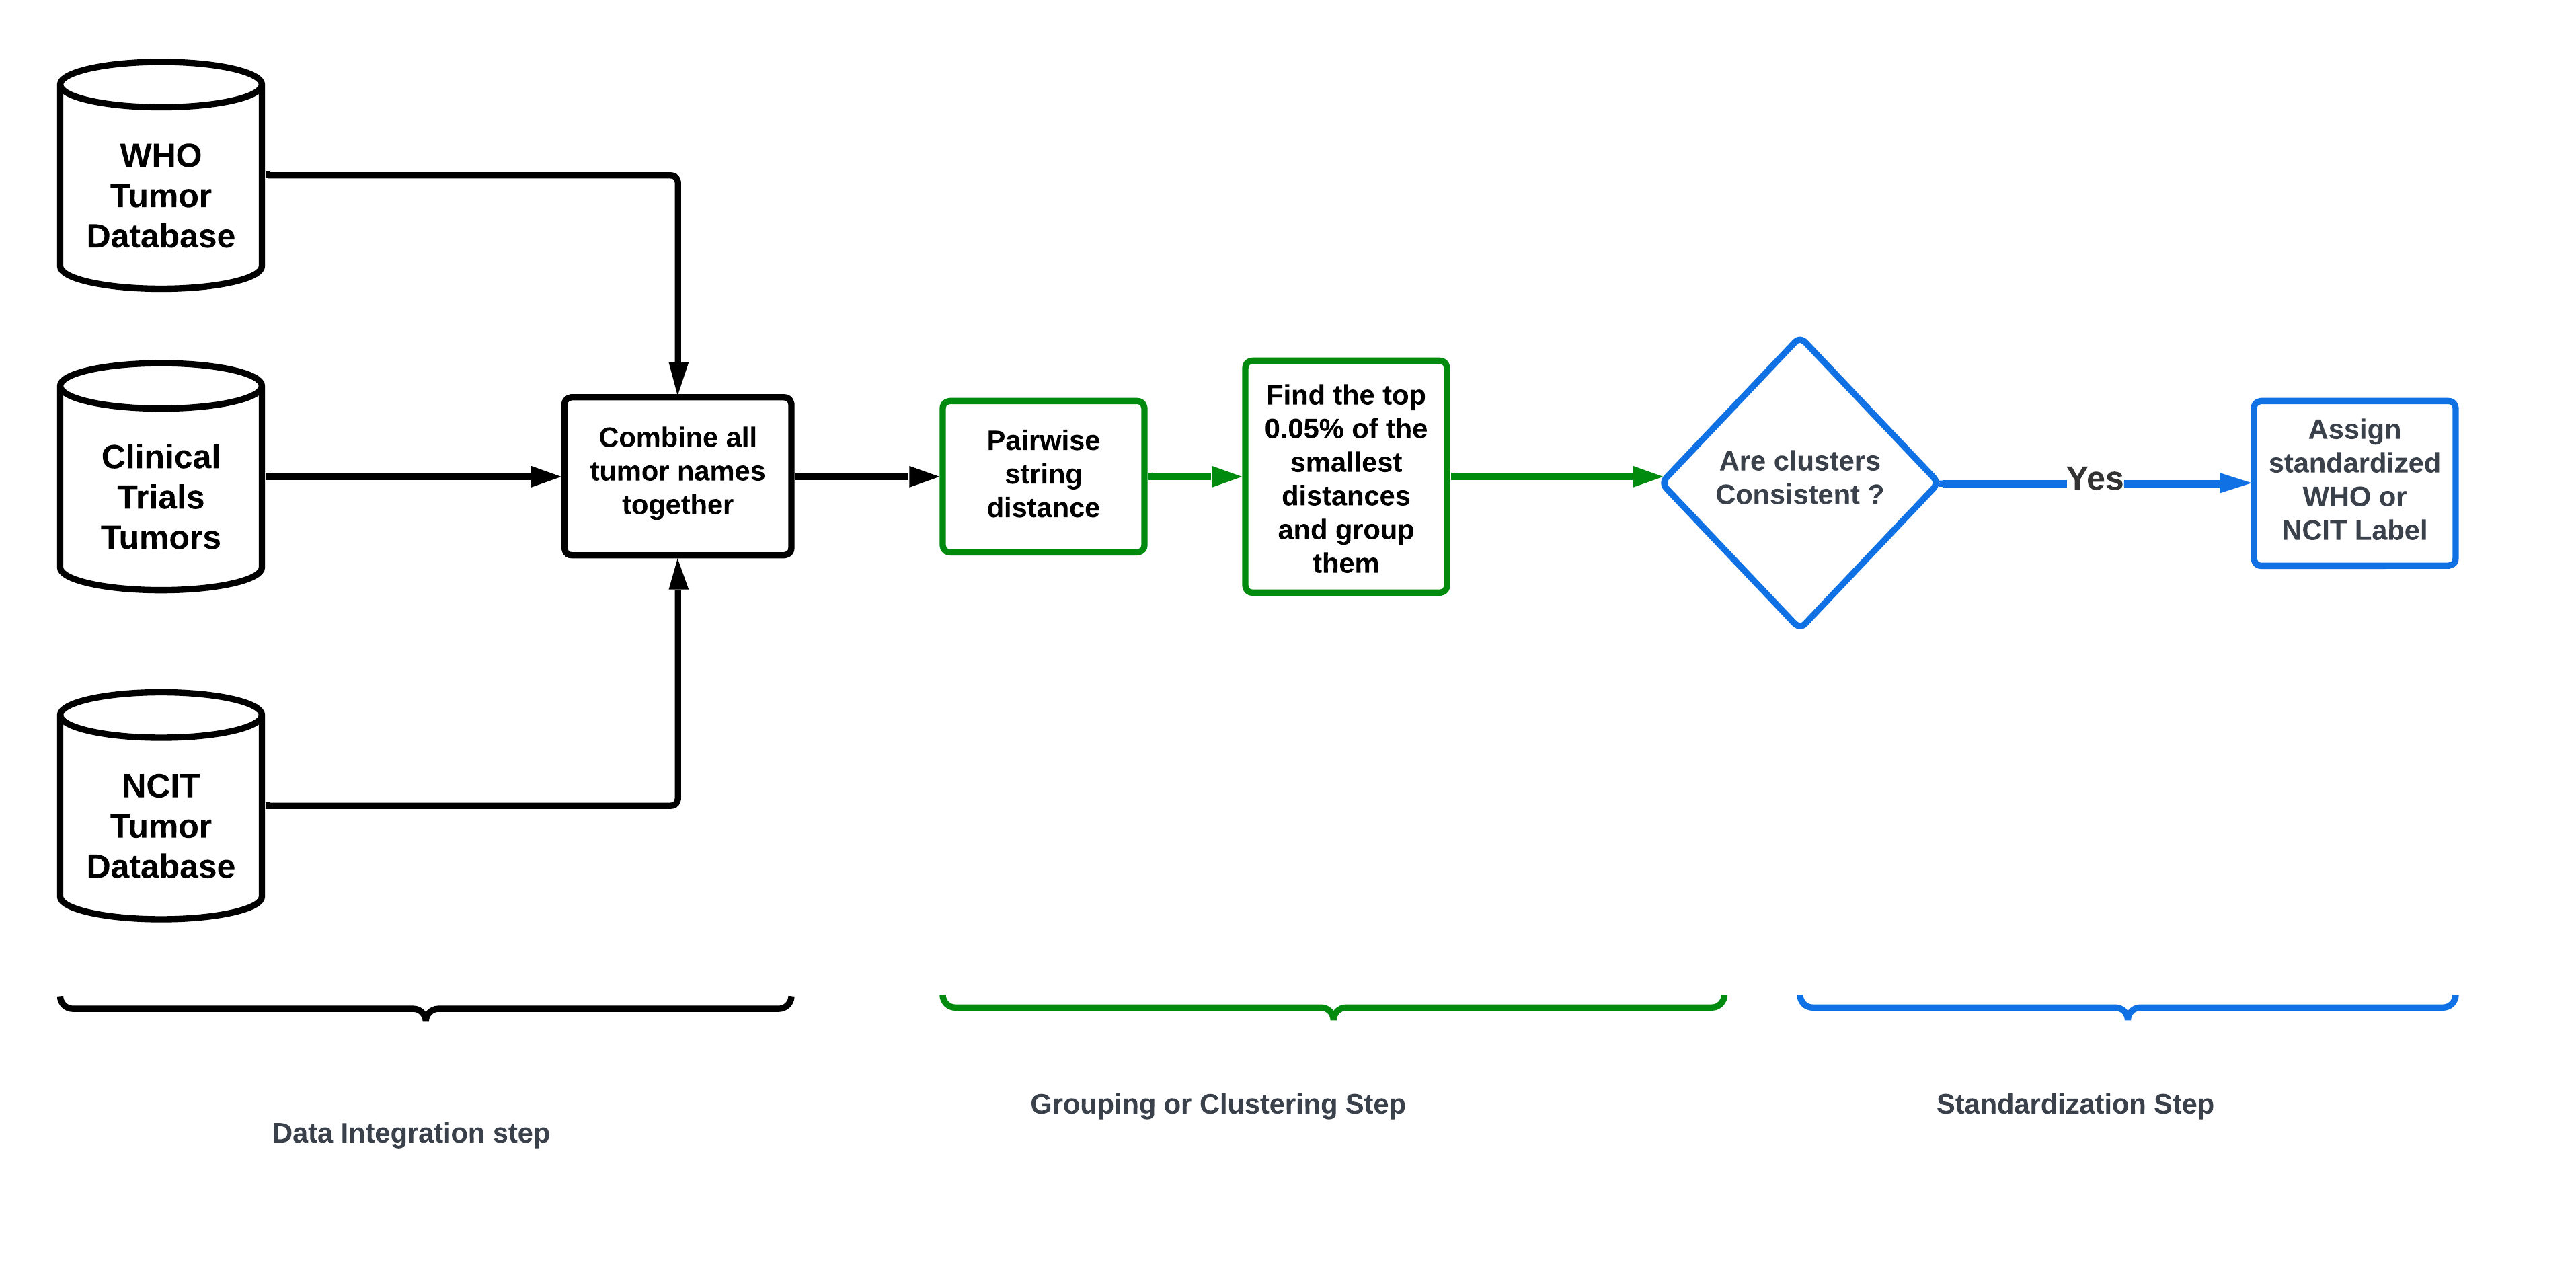 WHO
Tumor
Database
Clinical
Trials
Tumors
NCIT
Tumor
Database
Combine all
tumor names
together
Pairwise
string
distance
Find the top
0.05% of the
smallest
distances
and group
them
Are clusters
Consistent ?
Yes
Assign
standardized
WHO or
NCIT Label
Data Integration step
Grouping or Clustering Step
Standardization Step